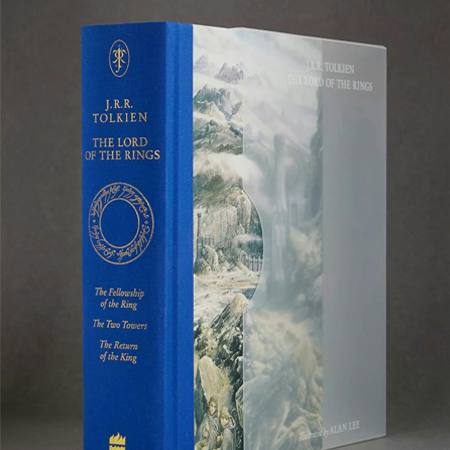 J.R.R.
TOLKIEN
THE LORD
OF THE RINGS
The Fellowship
of the Ring
The Two Towers
The Return
of the King
J.R.R. TOLKIEN
THE LORD OF THE RINGS
illustrated by ALAN LEE